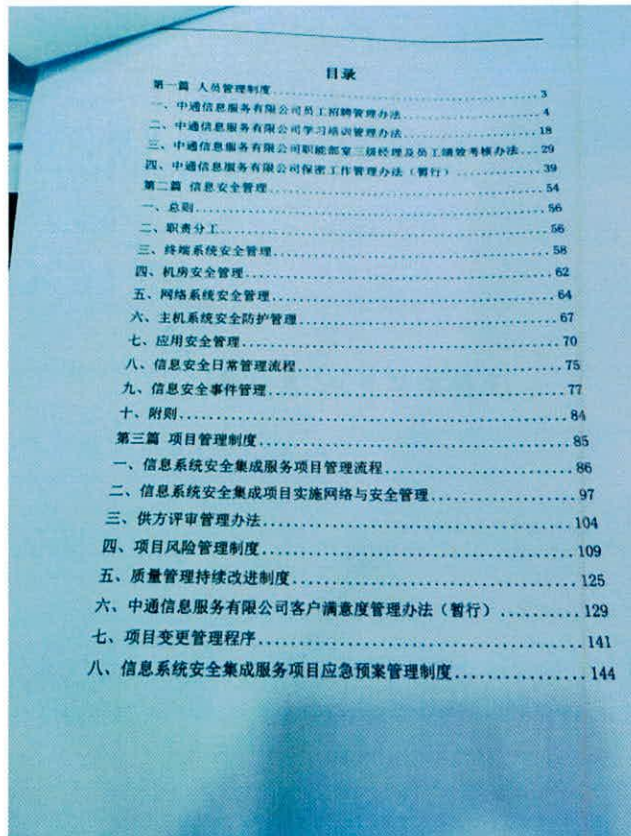 目录
第一篇 人员管理制度........................................3
一、中通信息服务有限公司员工招聘管理办法........................4
二、中通信息服务有限公司学习培训管理办法........................18
三、中通信息服务有限公司职能部室三级经理及员工绩效考核办法...29
四、中通信息服务有限公司保密工作管理办法（暂行）................39
第二篇 信息安全管理........................................54
一、总则........................................56
二、职责分工........................................56
三、终端系统安全管理........................................58
四、机房安全管理........................................62
五、网络系统安全管理........................................64
六、主机系统安全防护管理........................................67
七、应用安全管理........................................70
八、信息安全日常管理流程........................................75
九、信息安全事件管理........................................77
十、附则........................................84
第三篇 项目管理制度........................................85
一、信息系统安全集成服务项目管理流程........................86
二、信息系统安全集成项目实施网络与安全管理................97
三、供方评审管理办法........................................104
四、项目风险管理制度........................................109
五、质量管理持续改进制度........................................125
六、中通信息服务有限公司客户满意度管理办法（暂行）.........129
七、项目变更管理程序........................................141
八、信息系统安全集成服务项目应急预案管理制度................144